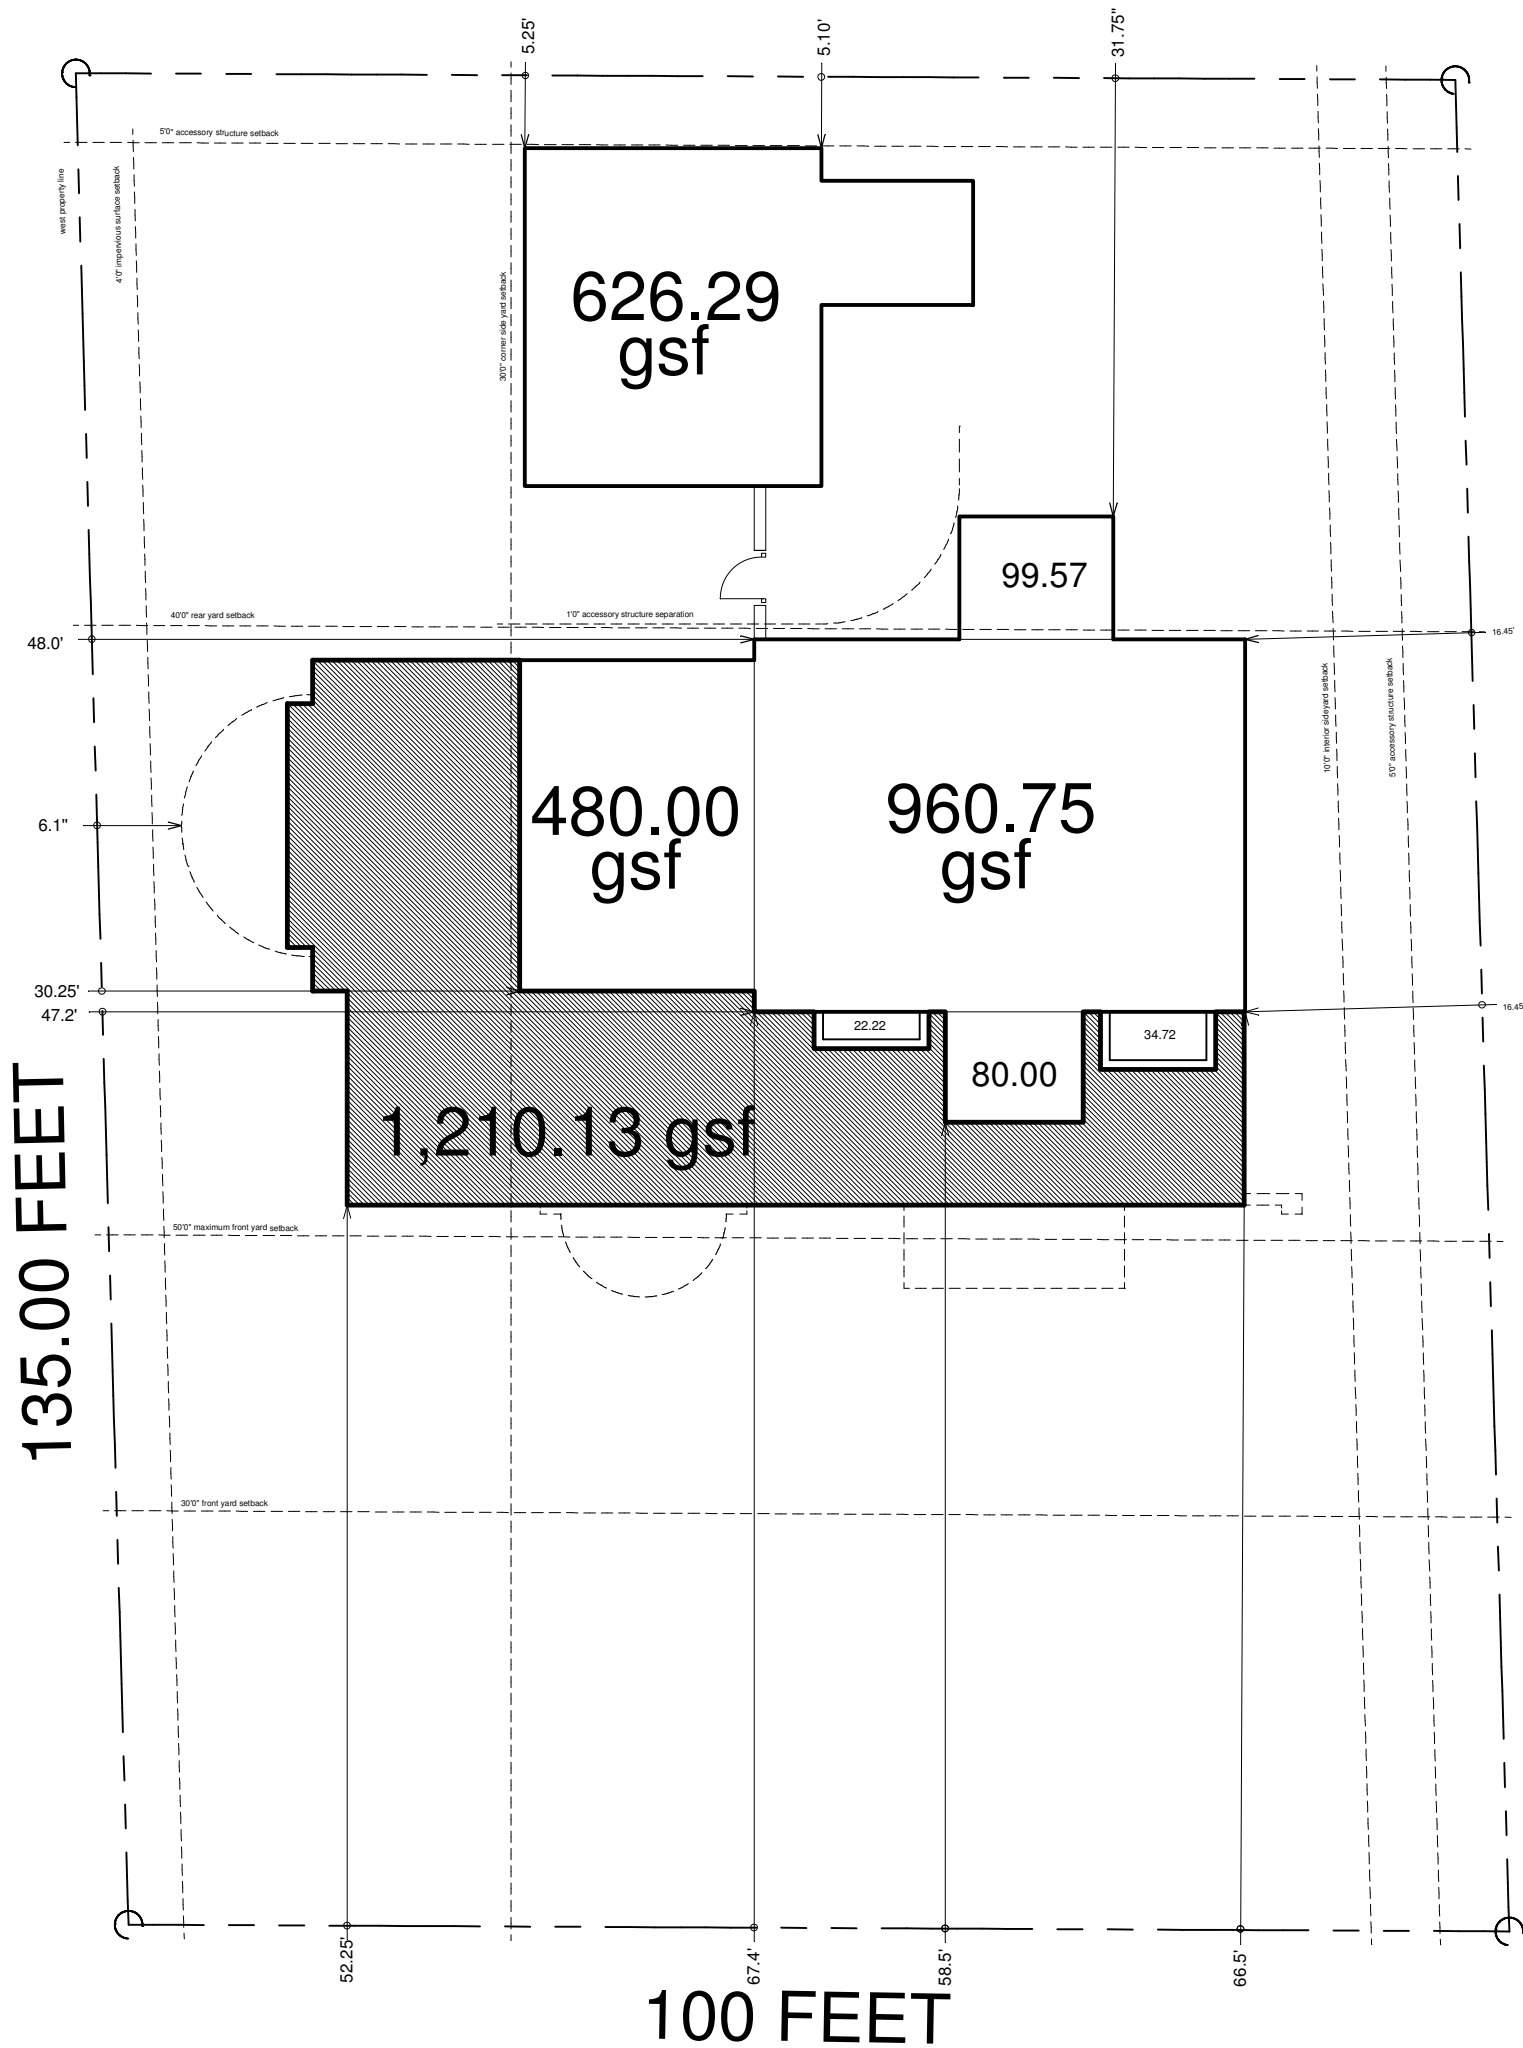 5.25'
5.10'
31.75"
5'0" accessory structure setback
west property line
4'0" impervious surface setback
30'0" corner side yard setback
626.29
gsf
99.57
40'0" rear yard setback
1'0" accessory structure separation
48.0'
16.45'
10'0" interior sideyard setback
5'0" accessory structure setback
480.00
gsf
960.75
gsf
6.1"
30.25'
47.2'
16.45'
22.22
34.72
80.00
1,210.13 gsf
135.00 FEET
50'0" maximum front yard setback
30'0" front yard setback
52.25'
67.4'
58.5'
66.5'
100 FEET